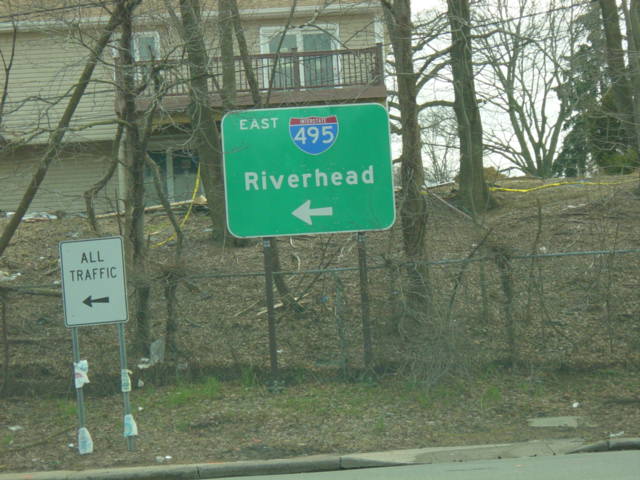 EAST INTERSTATE 495
Riverhead
ALL
TRAFFIC